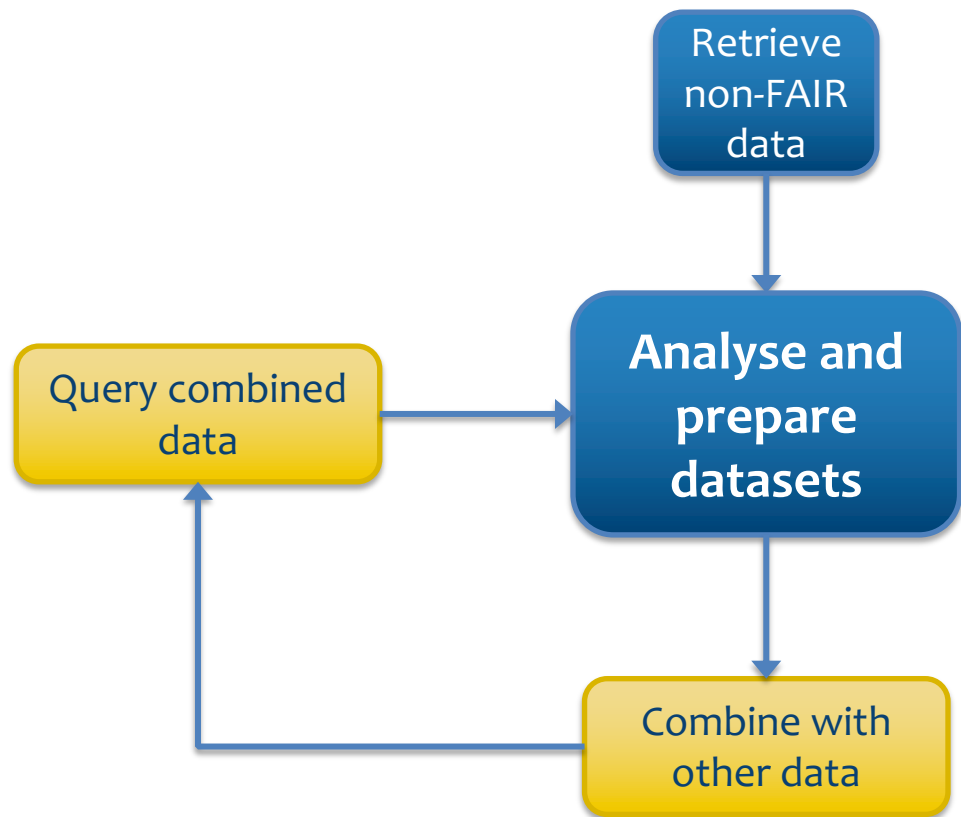 Retrieve
non-FAIR
data
Analyse and
prepare
datasets
Query combined
data
Combine with
other data